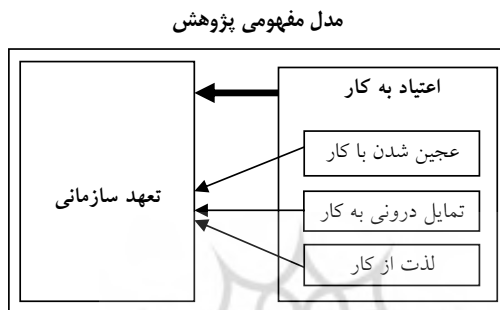 مدل مفهومی پژوهش
اعتیاد به کار
عجین شدن با کار
تمایل درونی به کار
لذت از کار
تعهد سازمانی